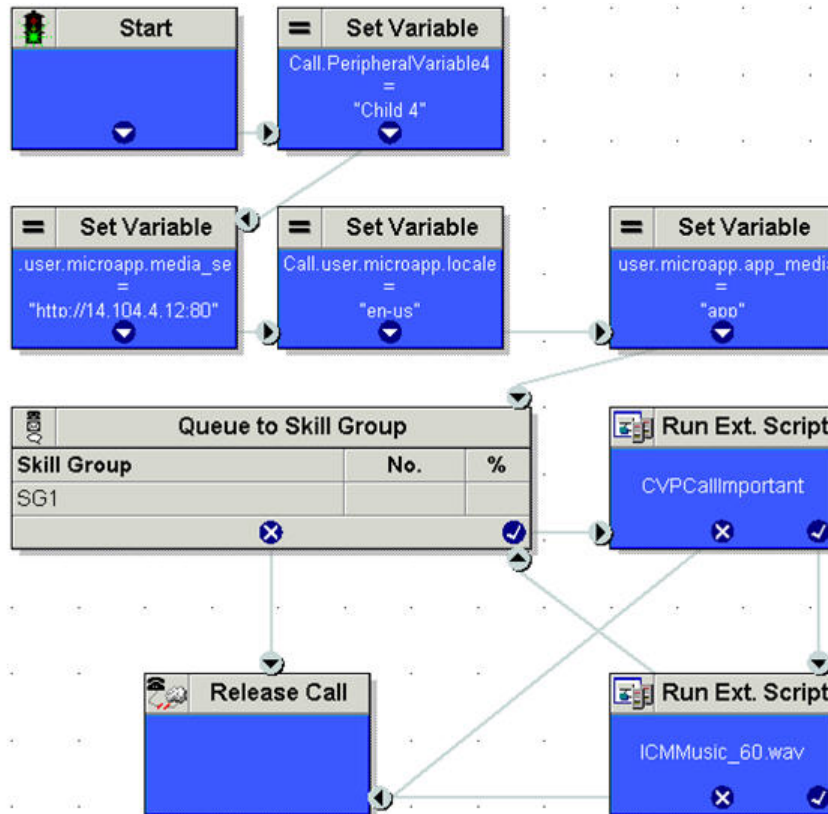 Start
Set Variable
Call.PeripheralVariable4
=
"Child 4"
Set Variable
.user.microapp.media_se
=
"http://14.104.4.12:80"
Set Variable
Call.user.microapp.locale
=
"en-us"
Set Variable
user.microapp.app_media
=
"app"
Queue to Skill Group
Skill Group No. %
SG1
Run Ext. Script
CVPCallImportant
Release Call
Run Ext. Script
ICMMusic_60.wav